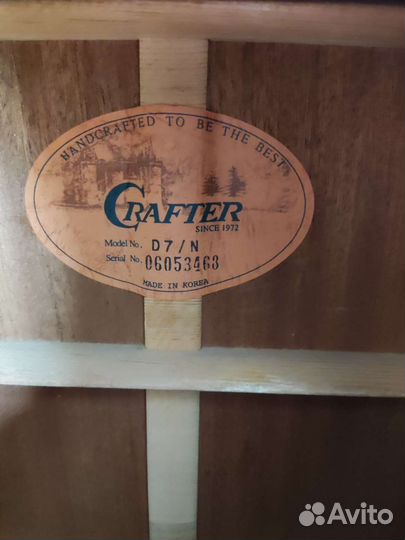 HANDCRAFTED TO BE THE BEST
CRAFTER
SINCE 1972
Model No. D7/N
Serial No. 06053468
MADE IN KOREA
Avito